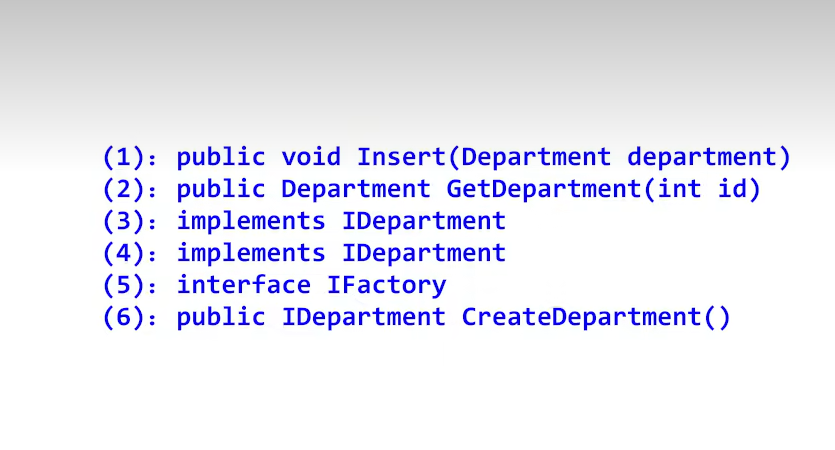 (1): public void Insert(Department department)
(2): public Department GetDepartment(int id)
(3): implements IDepartment
(4): implements IDepartment
(5): interface IFactory
(6): public IDepartment CreateDepartment()